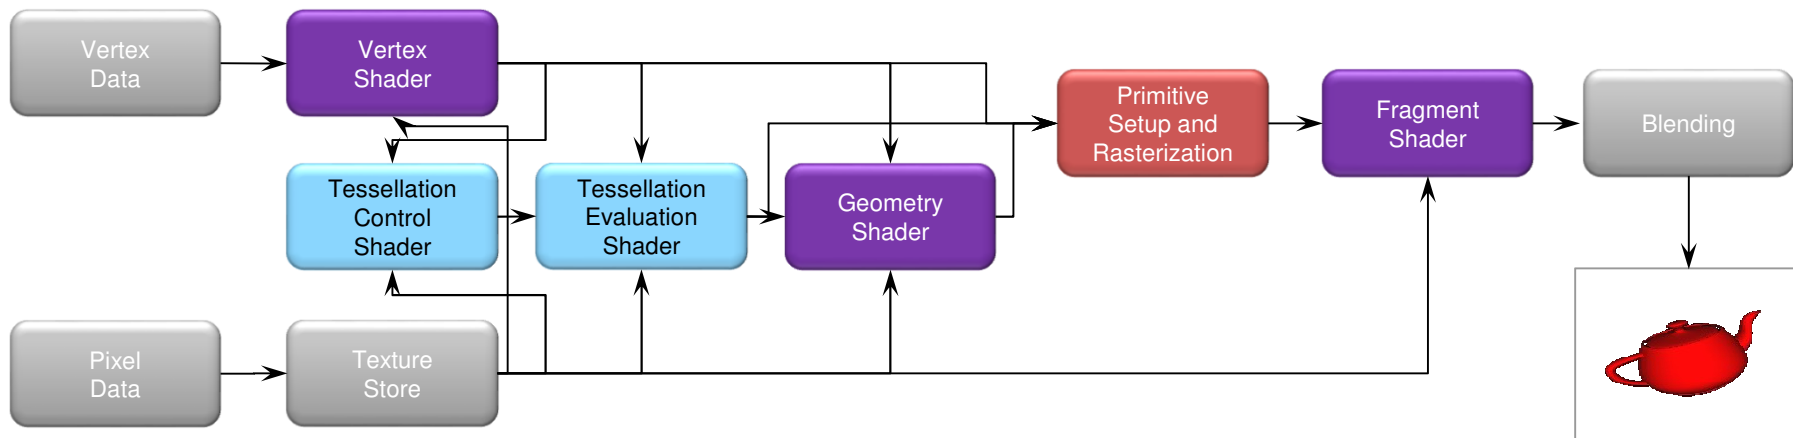 Vertex
Data
Vertex
Shader
Primitive
Setup and
Rasterization
Fragment
Shader
Blending
Tessellation
Control
Shader
Tessellation
Evaluation
Shader
Geometry
Shader
Pixel
Data
Texture
Store